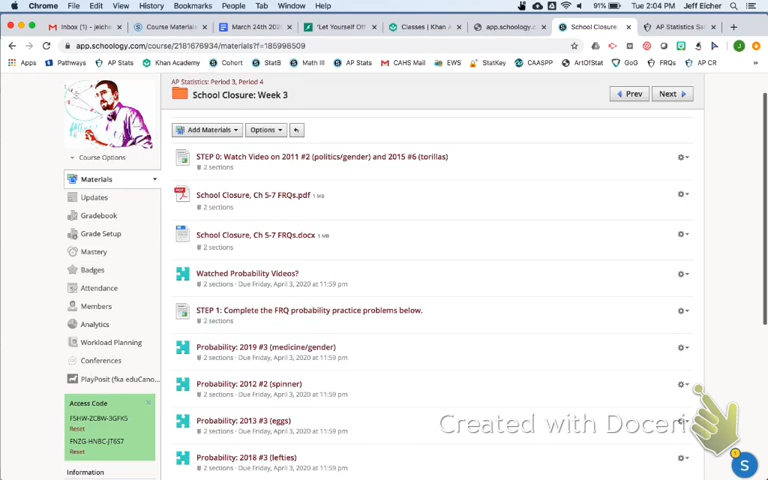 Chrome File Edit View History Bookmarks People Tab Window Help 91% Tue 2:04 PM Jeff Eicher
Inbox (1) - jeiche Course Materials March 24th 202 'Let Yourself Off Classes | Khan A app.schoology.c School Closure: AP Statistics Sa
app.schoology.com/course/2181676934/materials?f=185998509
Apps Pathways AP Stats Khan Academy Cohort StatB Math III AP Stats CAHS Mail EWS StatKey CAASPP ArtOfStat GoG FRQs AP CR
AP Statistics: Period 3, Period 4
School Closure: Week 3
Prev Next
Add Materials Options
Course Options
Materials
Updates
Gradebook
Grade Setup
Mastery
Badges
Attendance
Members
Analytics
Workload Planning
Conferences
PlayPosit (fka eduCano...
Access Code
F5HW-ZCBW-3GFK5
Reset
FNZG-HNBC-JT6S7
Reset
Information
STEP 0: Watch Video on 2011 #2 (politics/gender) and 2015 #6 (torillas)
2 sections
School Closure, Ch 5-7 FRQs.pdf 1 MB
2 sections
School Closure, Ch 5-7 FRQs.docx 1 MB
2 sections
Watched Probability Videos?
2 sections · Due Friday, April 3, 2020 at 11:59 pm
STEP 1: Complete the FRQ probability practice problems below.
2 sections
Probability: 2019 #3 (medicine/gender)
2 sections · Due Friday, April 3, 2020 at 11:59 pm
Probability: 2012 #2 (spinner)
2 sections · Due Friday, April 3, 2020 at 11:59 pm
Probability: 2013 #3 (eggs)
2 sections · Due Friday, April 3, 2020 at 11:59 pm
Probability: 2018 #3 (lefties)
2 sections · Due Friday, April 3, 2020 at 11:59 pm
Created with Doceri
1
S